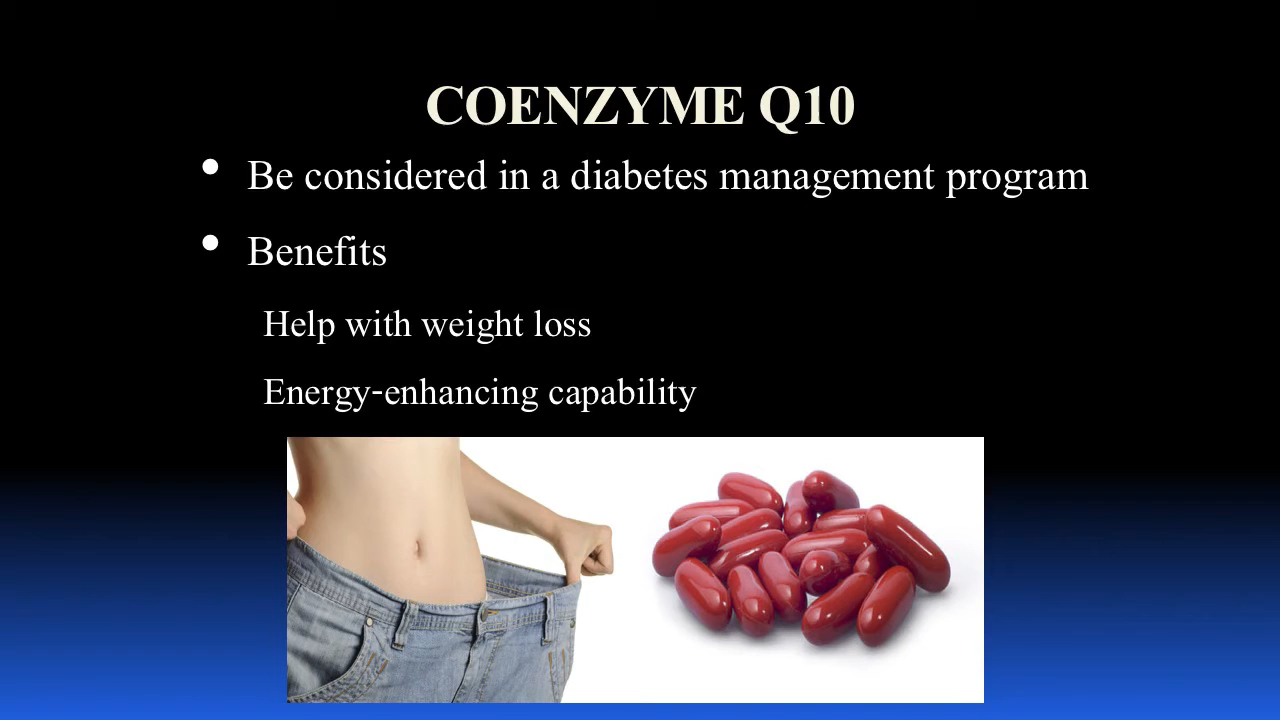 COENZYME Q10
• Be considered in a diabetes management program
• Benefits
Help with weight loss
Energy-enhancing capability